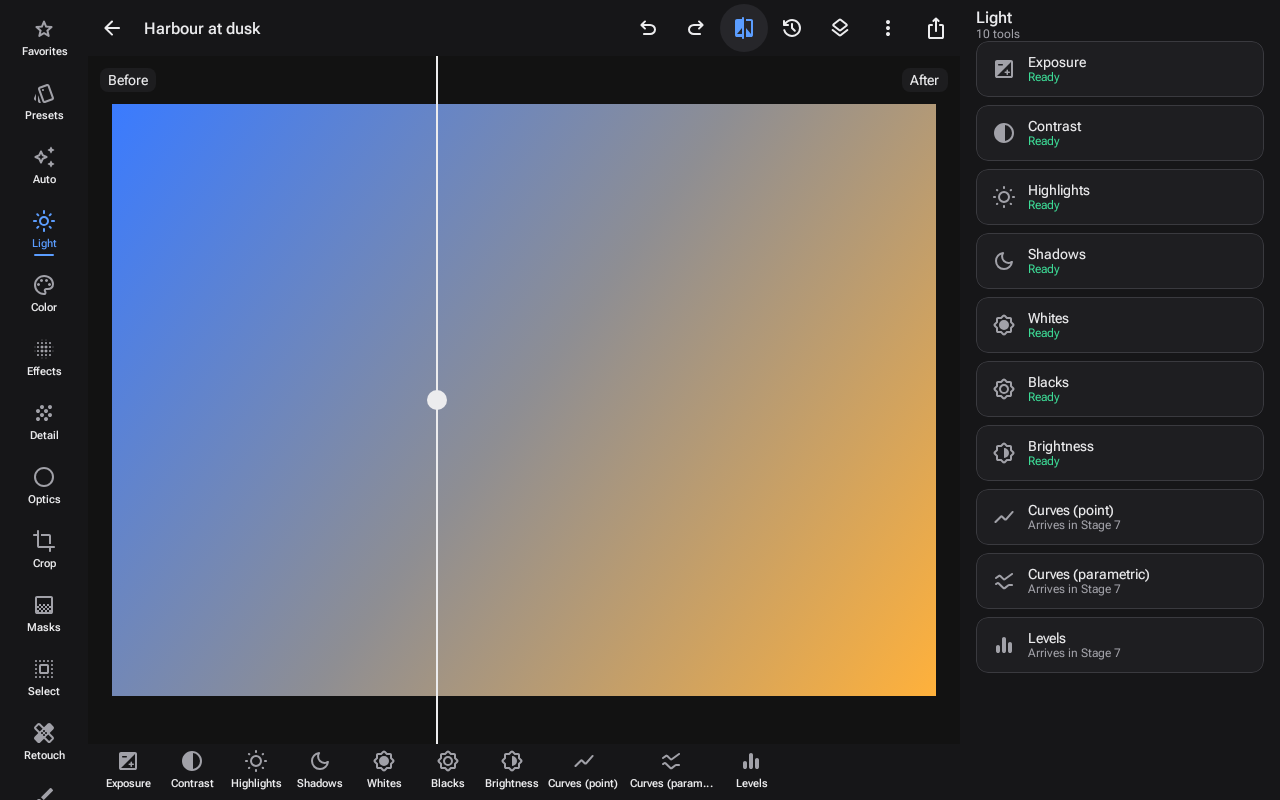 Favorites
Presets
Auto
Light
Color
Effects
Detail
Optics
Crop
Masks
Select
Retouch
Harbour at dusk
Before
After
Exposure
Contrast
Highlights
Shadows
Whites
Blacks
Brightness
Curves (point)
Curves (param...
Levels
Light
10 tools
Exposure
Ready
Contrast
Ready
Highlights
Ready
Shadows
Ready
Whites
Ready
Blacks
Ready
Brightness
Ready
Curves (point)
Arrives in Stage 7
Curves (parametric)
Arrives in Stage 7
Levels
Arrives in Stage 7